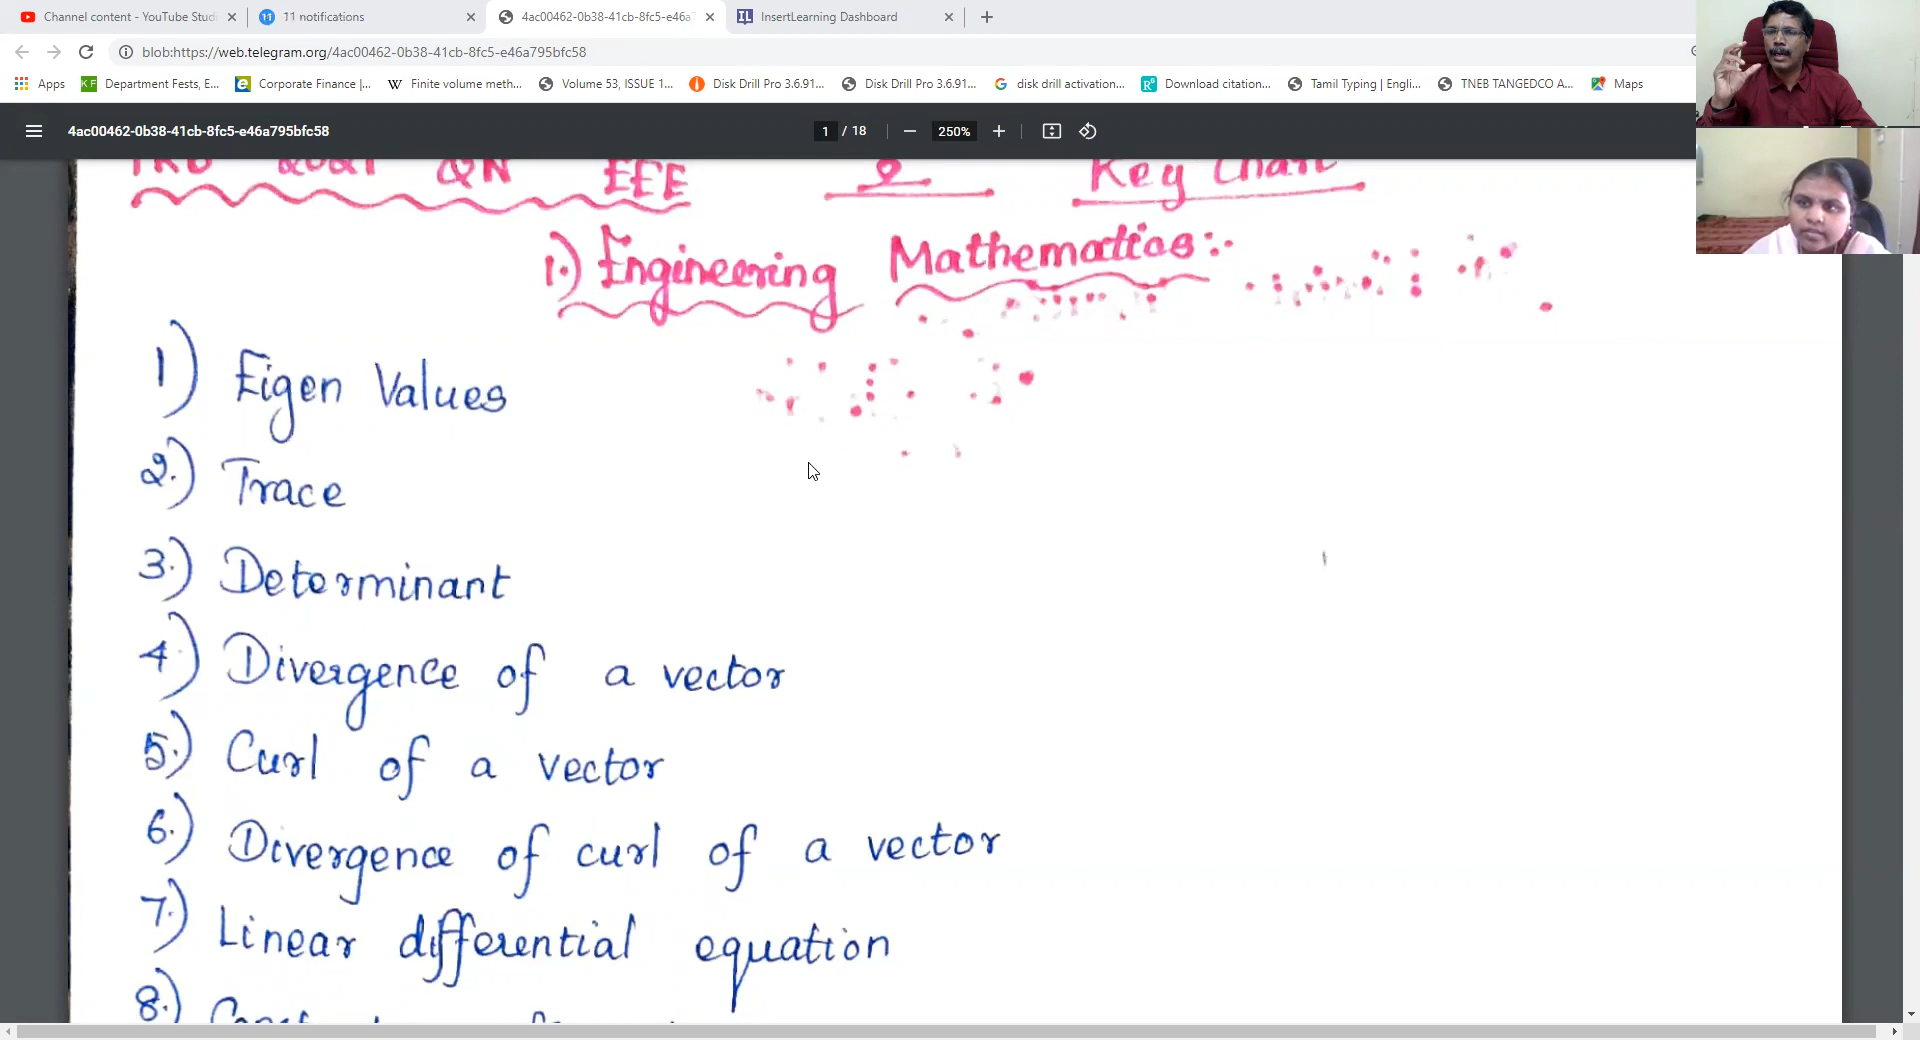 Channel content - YouTube Stud
11 notifications
4ac00462-0b38-41cb-8fc5-e46a7
InsertLearning Dashboard
blob:https://web.telegram.org/4ac00462-0b38-41cb-8fc5-e46a795bfc58
Apps
Department Fests, E...
Corporate Finance |...
Finite volume meth...
Volume 53, ISSUE 1...
Disk Drill Pro 3.6.91...
Disk Drill Pro 3.6.91...
disk drill activation...
Download citation...
Tamil Typing | Engli...
TNEB TANGEDCO A...
Maps
4ac00462-0b38-41cb-8fc5-e46a795bfc58
1 / 18
250%
QN EEE Key Chart
1.) Engineering Mathematics:-
1) Eigen Values
2.) Trace
3.) Determinant
4.) Divergence of a vector
5.) Curl of a vector
6.) Divergence of curl of a vector
7.) Linear differential equation
8.)